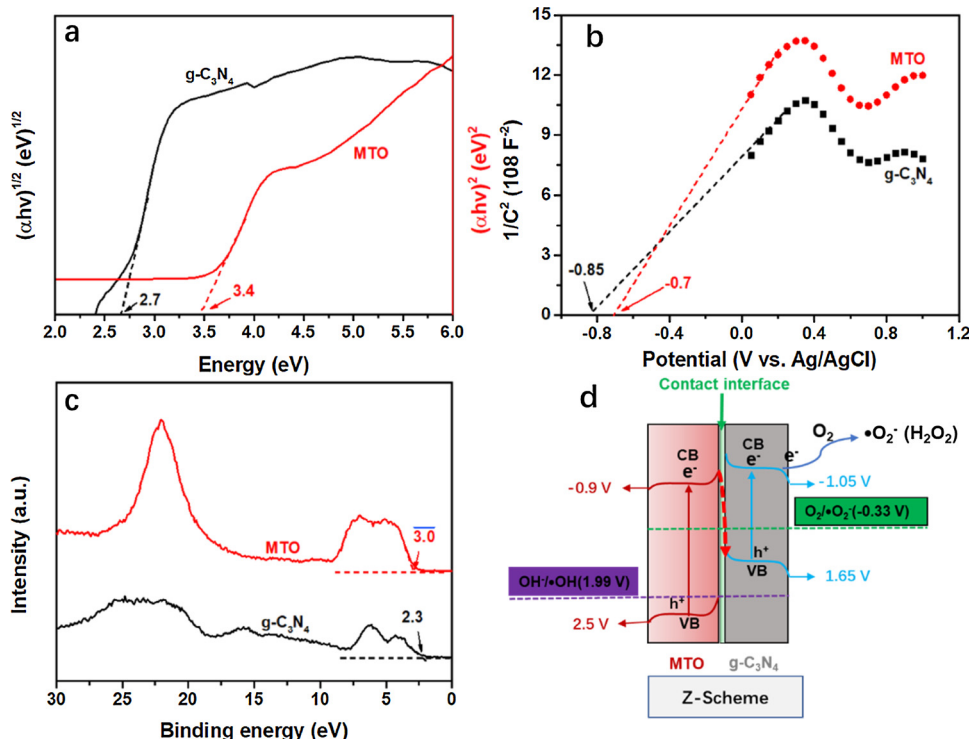 a
g-C₃N₄
MTO
2.7
3.4
(αhν)^1/2 (eV)^1/2
(αhν)^2 (eV)^2
2.0 2.5 3.0 3.5 4.0 4.5 5.0 5.5 6.0
Energy (eV)
b
15
12
9
6
3
0
MTO
g-C₃N₄
-0.85
-0.7
1/C^2 (108 F^-2)
-0.8 -0.4 0.0 0.4 0.8 1.2
Potential (V vs. Ag/AgCl)
c
MTO
3.0
g-C₃N₄
2.3
Intensity (a.u.)
30 25 20 15 10 5 0
Binding energy (eV)
Contact interface
d
O₂ •O₂⁻ (H₂O₂)
CB
e⁻
CB
e⁻
e⁻
-0.9 V
-1.05 V
O₂/•O₂⁻(-0.33 V)
h⁺
VB
1.65 V
OH⁻/•OH(1.99 V)
h⁺
VB
2.5 V
MTO g-C₃N₄
Z-Scheme